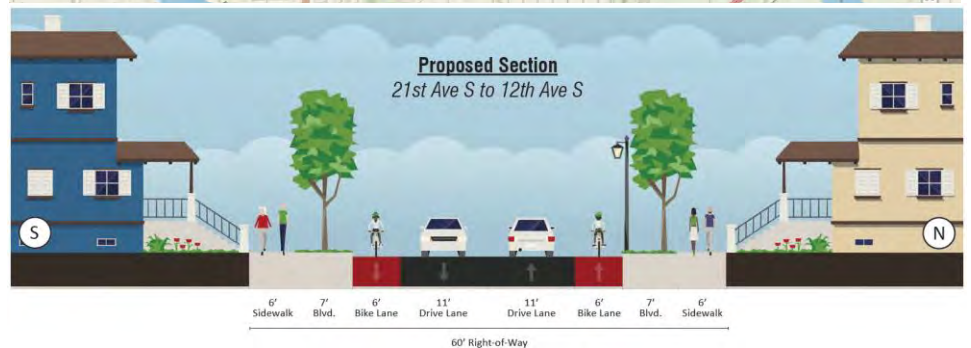 Proposed Section
21st Ave S to 12th Ave S
S
N
6'
Sidewalk
7'
Blvd.
6'
Bike Lane
11'
Drive Lane
11'
Drive Lane
6'
Bike Lane
7'
Blvd.
6'
Sidewalk
60' Right-of-Way